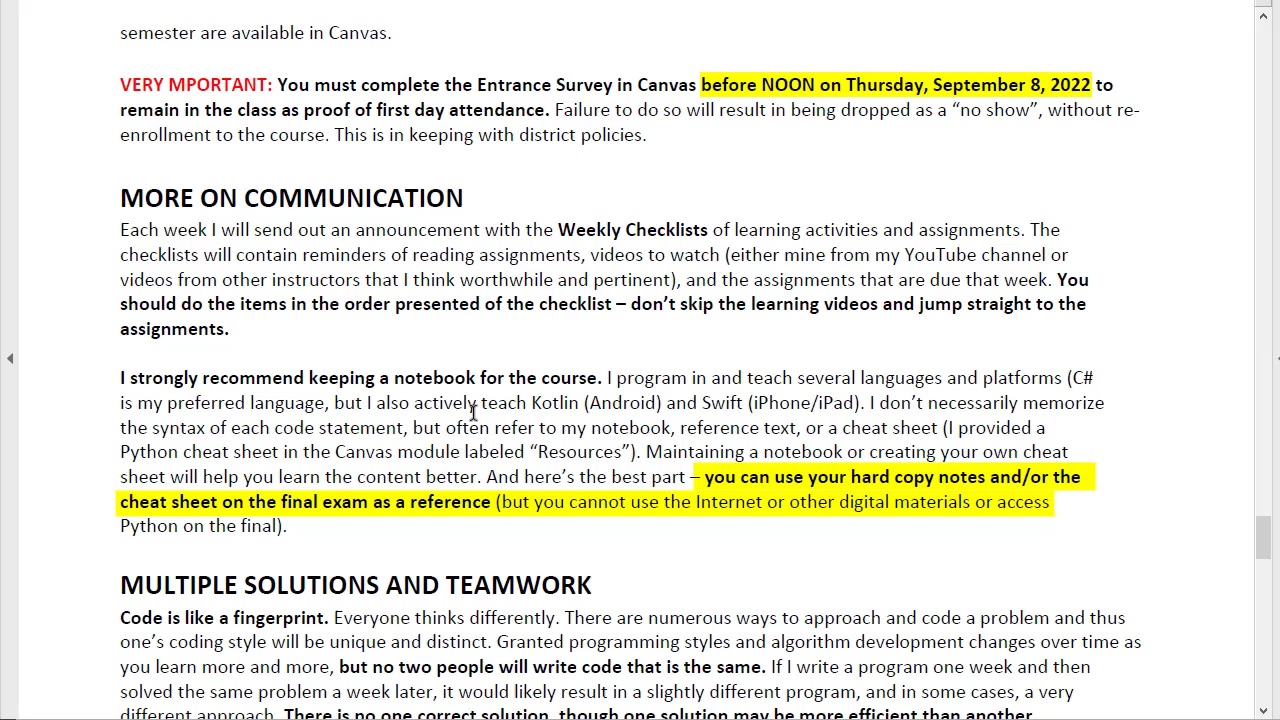 semester are available in Canvas.
VERY MPORTANT: You must complete the Entrance Survey in Canvas before NOON on Thursday, September 8, 2022 to
remain in the class as proof of first day attendance. Failure to do so will result in being dropped as a “no show”, without re-
enrollment to the course. This is in keeping with district policies.
MORE ON COMMUNICATION
Each week I will send out an announcement with the Weekly Checklists of learning activities and assignments. The
checklists will contain reminders of reading assignments, videos to watch (either mine from my YouTube channel or
videos from other instructors that I think worthwhile and pertinent), and the assignments that are due that week. You
should do the items in the order presented of the checklist – don’t skip the learning videos and jump straight to the
assignments.
I strongly recommend keeping a notebook for the course. I program in and teach several languages and platforms (C#
is my preferred language, but I also actively teach Kotlin (Android) and Swift (iPhone/iPad). I don’t necessarily memorize
the syntax of each code statement, but often refer to my notebook, reference text, or a cheat sheet (I provided a
Python cheat sheet in the Canvas module labeled “Resources”). Maintaining a notebook or creating your own cheat
sheet will help you learn the content better. And here’s the best part – you can use your hard copy notes and/or the
cheat sheet on the final exam as a reference (but you cannot use the Internet or other digital materials or access
Python on the final).
MULTIPLE SOLUTIONS AND TEAMWORK
Code is like a fingerprint. Everyone thinks differently. There are numerous ways to approach and code a problem and thus
one’s coding style will be unique and distinct. Granted programming styles and algorithm development changes over time as
you learn more and more, but no two people will write code that is the same. If I write a program one week and then
solved the same problem a week later, it would likely result in a slightly different program, and in some cases, a very
different approach. There is no one correct solution, though one solution may be more efficient than another.